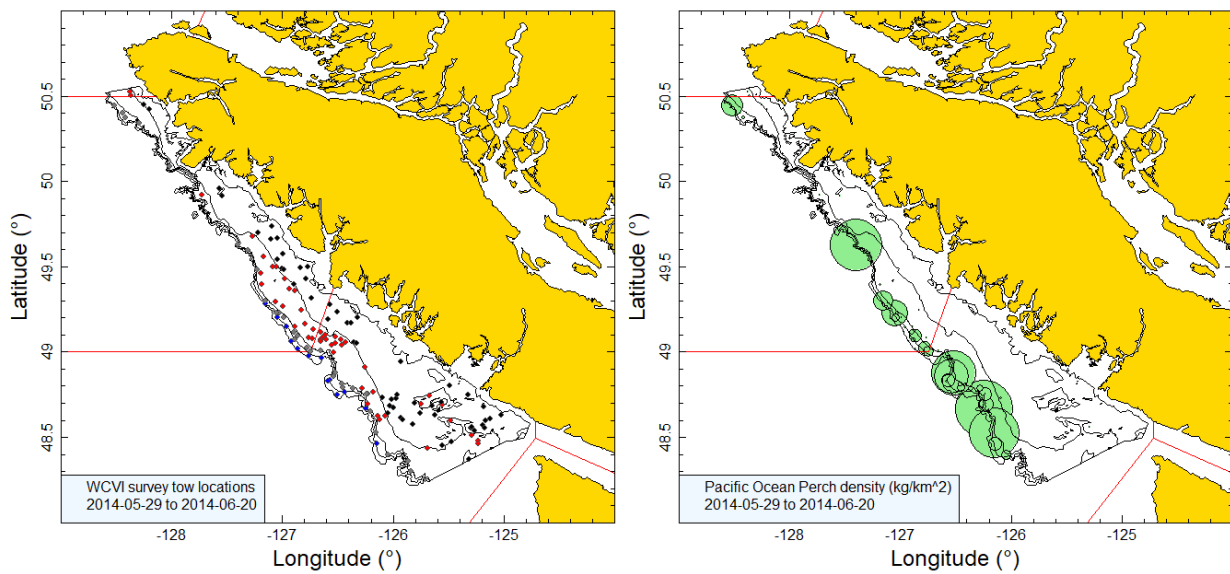 Latitude (°)
50.5
50
49.5
49
48.5
WCVI survey tow locations
2014-05-29 to 2014-06-20
-128
-127
-126
-125
Longitude (°)
Latitude (°)
50.5
50
49.5
49
48.5
Pacific Ocean Perch density (kg/km^2)
2014-05-29 to 2014-06-20
-128
-127
-126
-125
Longitude (°)